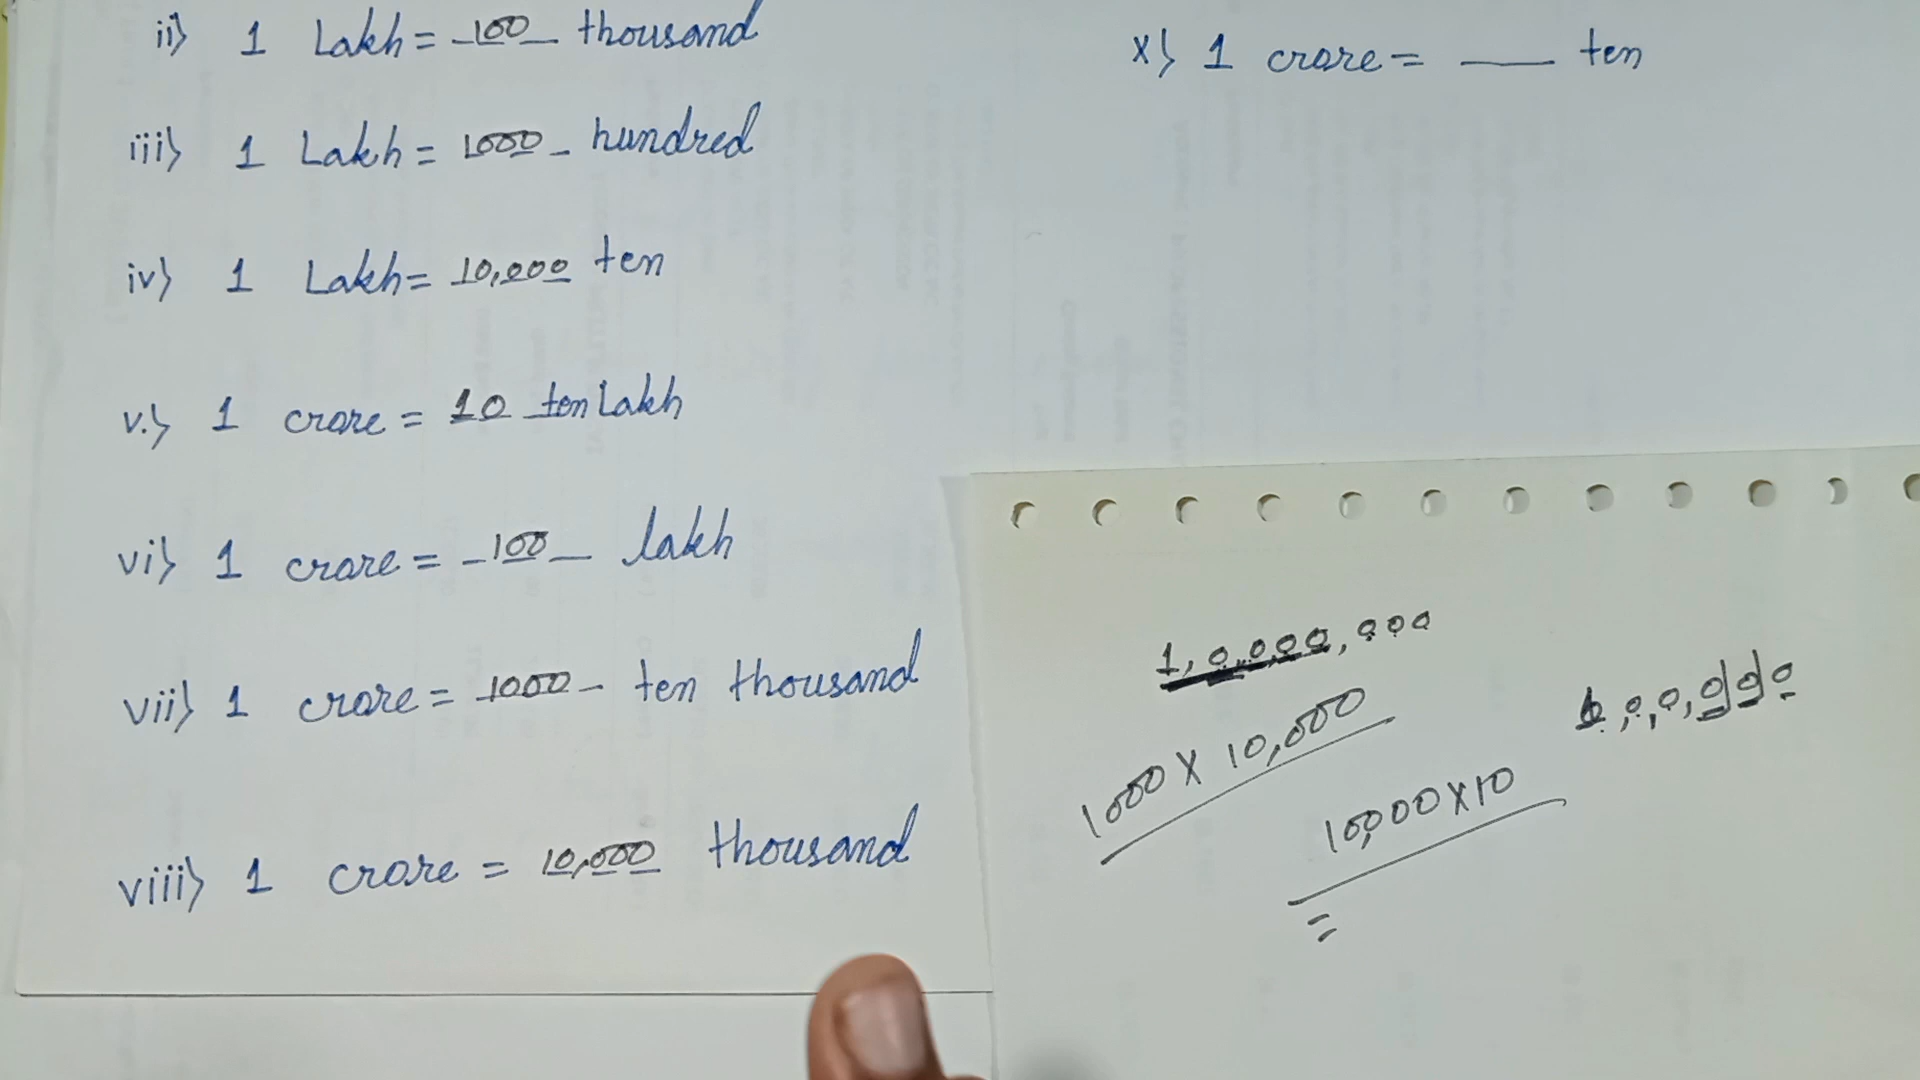 ii) 1 Lakh = 100 thousand
iii) 1 Lakh = 1000 hundred
iv) 1 Lakh = 10,000 ten
v.) 1 crore = 10 ten Lakh
vi) 1 crore = 100 lakh
vii) 1 crore = 1000 ten thousand
viii) 1 crore = 10,000 thousand
x) 1 crore = ___ ten
1,0,0,00,000
1000 X 10,000
10,000 X 10
=